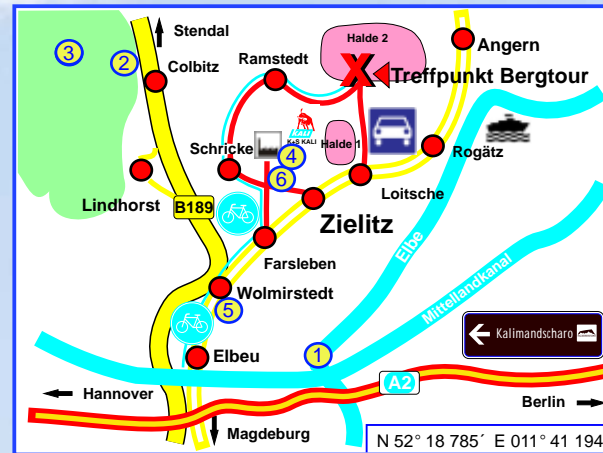 Stendal
3
2
Colbitz
Ramstedt
Halde 2
X
Angern
Treffpunkt Bergtour
K+S KALI
Schricke
4
Halde 1
6
Rogätz
Lindhorst
Loitsche
B189
Zielitz
Farsleben
Elbe
Mittellandkanal
Wolmirstedt
5
Elbeu
1
Kalimandscharo
A2
Hannover
Berlin
Magdeburg
N 52° 18 785´ E 011° 41 194